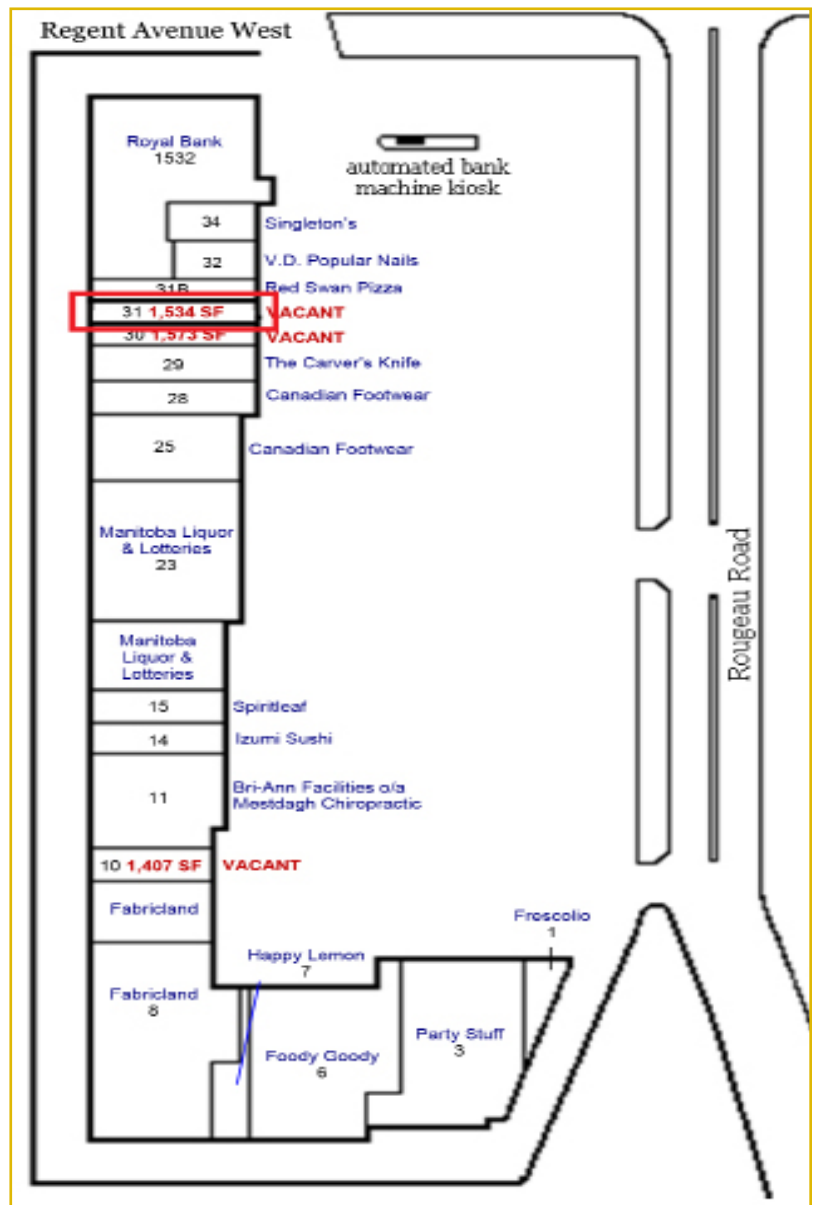 Regent Avenue West
Royal Bank
1532
automated bank
machine kiosk
34 Singleton's
32 V.D. Popular Nails
31B Red Swan Pizza
31 1,534 SF VACANT
30 1,573 SF VACANT
29 The Carver's Knife
28 Canadian Footwear
25 Canadian Footwear
Manitoba Liquor
& Lotteries
23
Rougeau Road
Manitoba
Liquor &
Lotteries
15 Spiritleaf
14 Izumi Sushi
11 Bri-Ann Facilities o/a
Mestdagh Chiropractic
10 1,407 SF VACANT
Fabricland
Frescolio
1
Happy Lemon
7
Fabricland
8
Party Stuff
3
Foody Goody
6